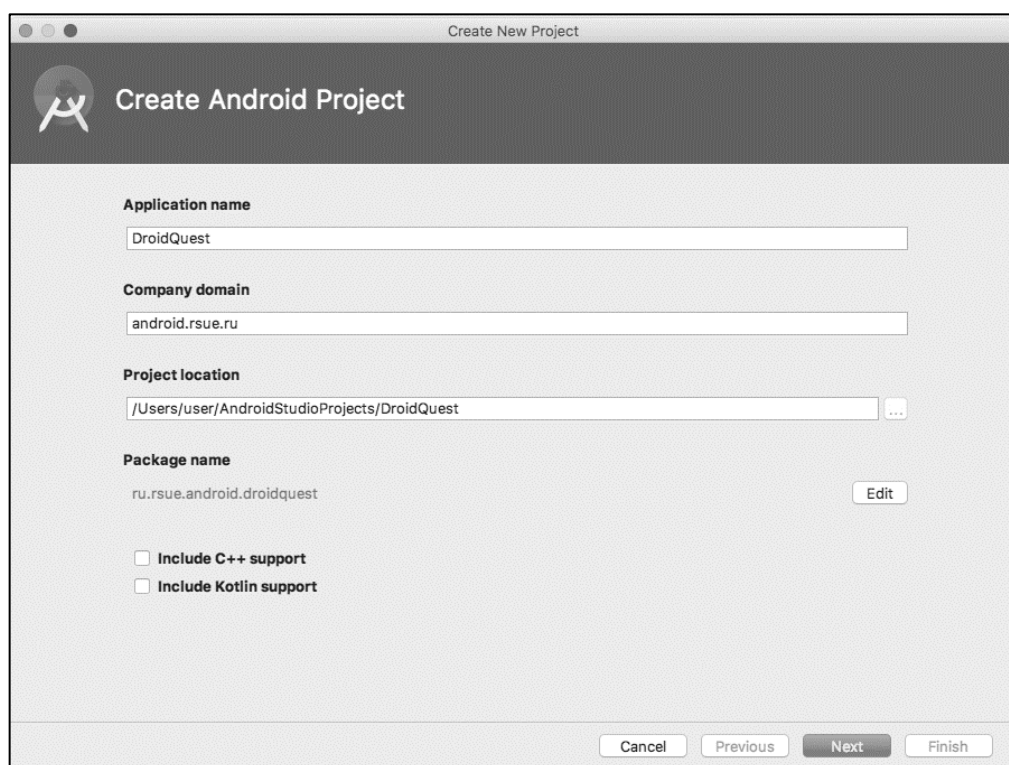 Create New Project
Create Android Project
Application name
DroidQuest
Company domain
android.rsue.ru
Project location
/Users/user/AndroidStudioProjects/DroidQuest
...
Package name
ru.rsue.android.droidquest
Edit
Include C++ support
Include Kotlin support
Cancel
Previous
Next
Finish